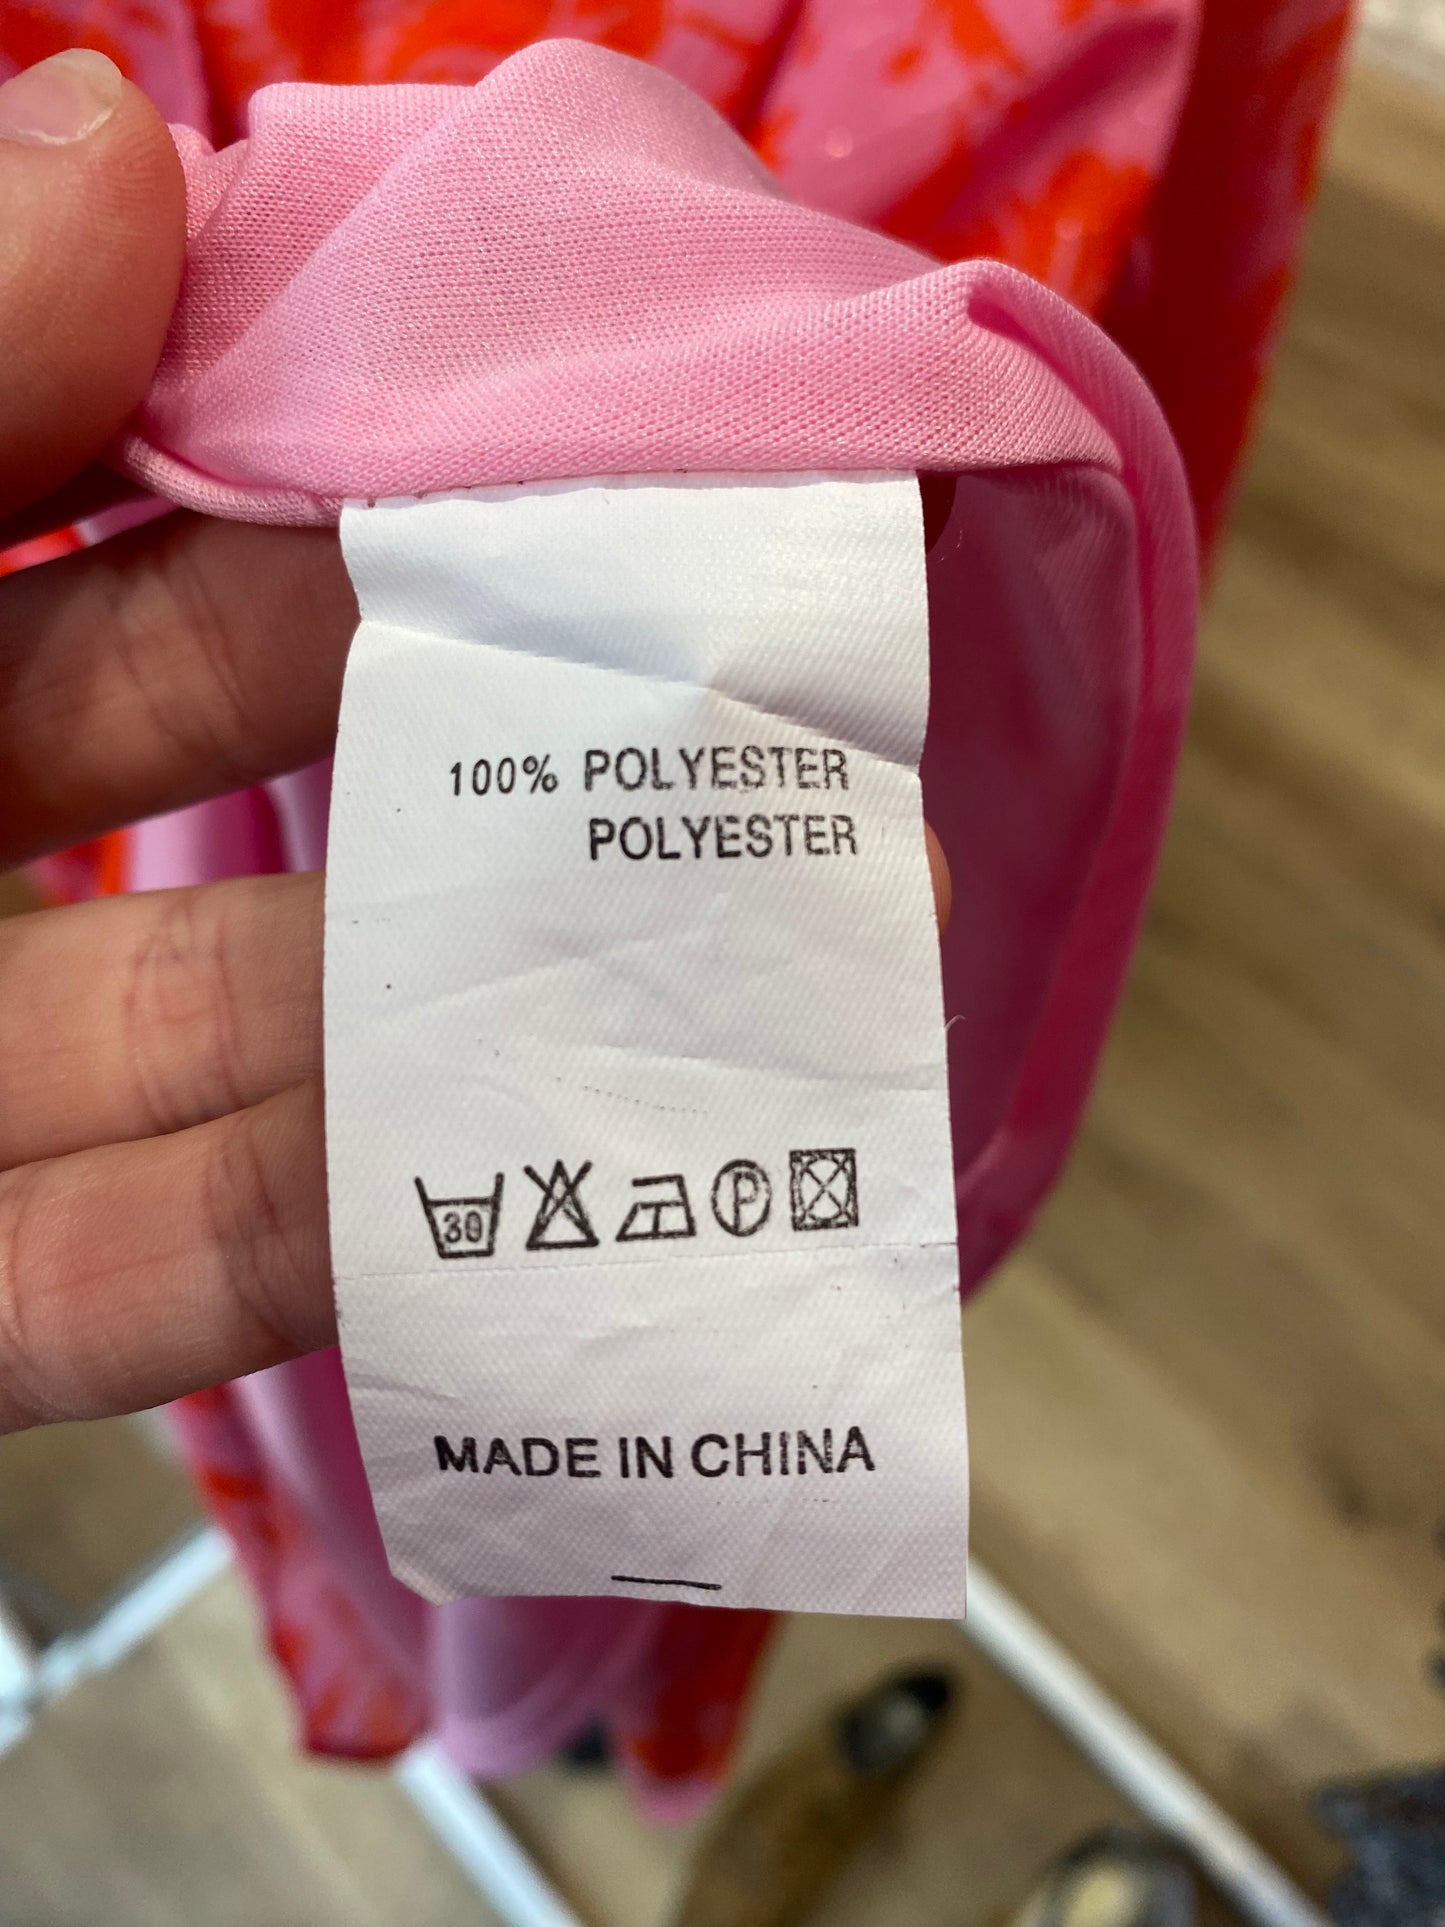 100% POLYESTER
POLYESTER
30 P
MADE IN CHINA